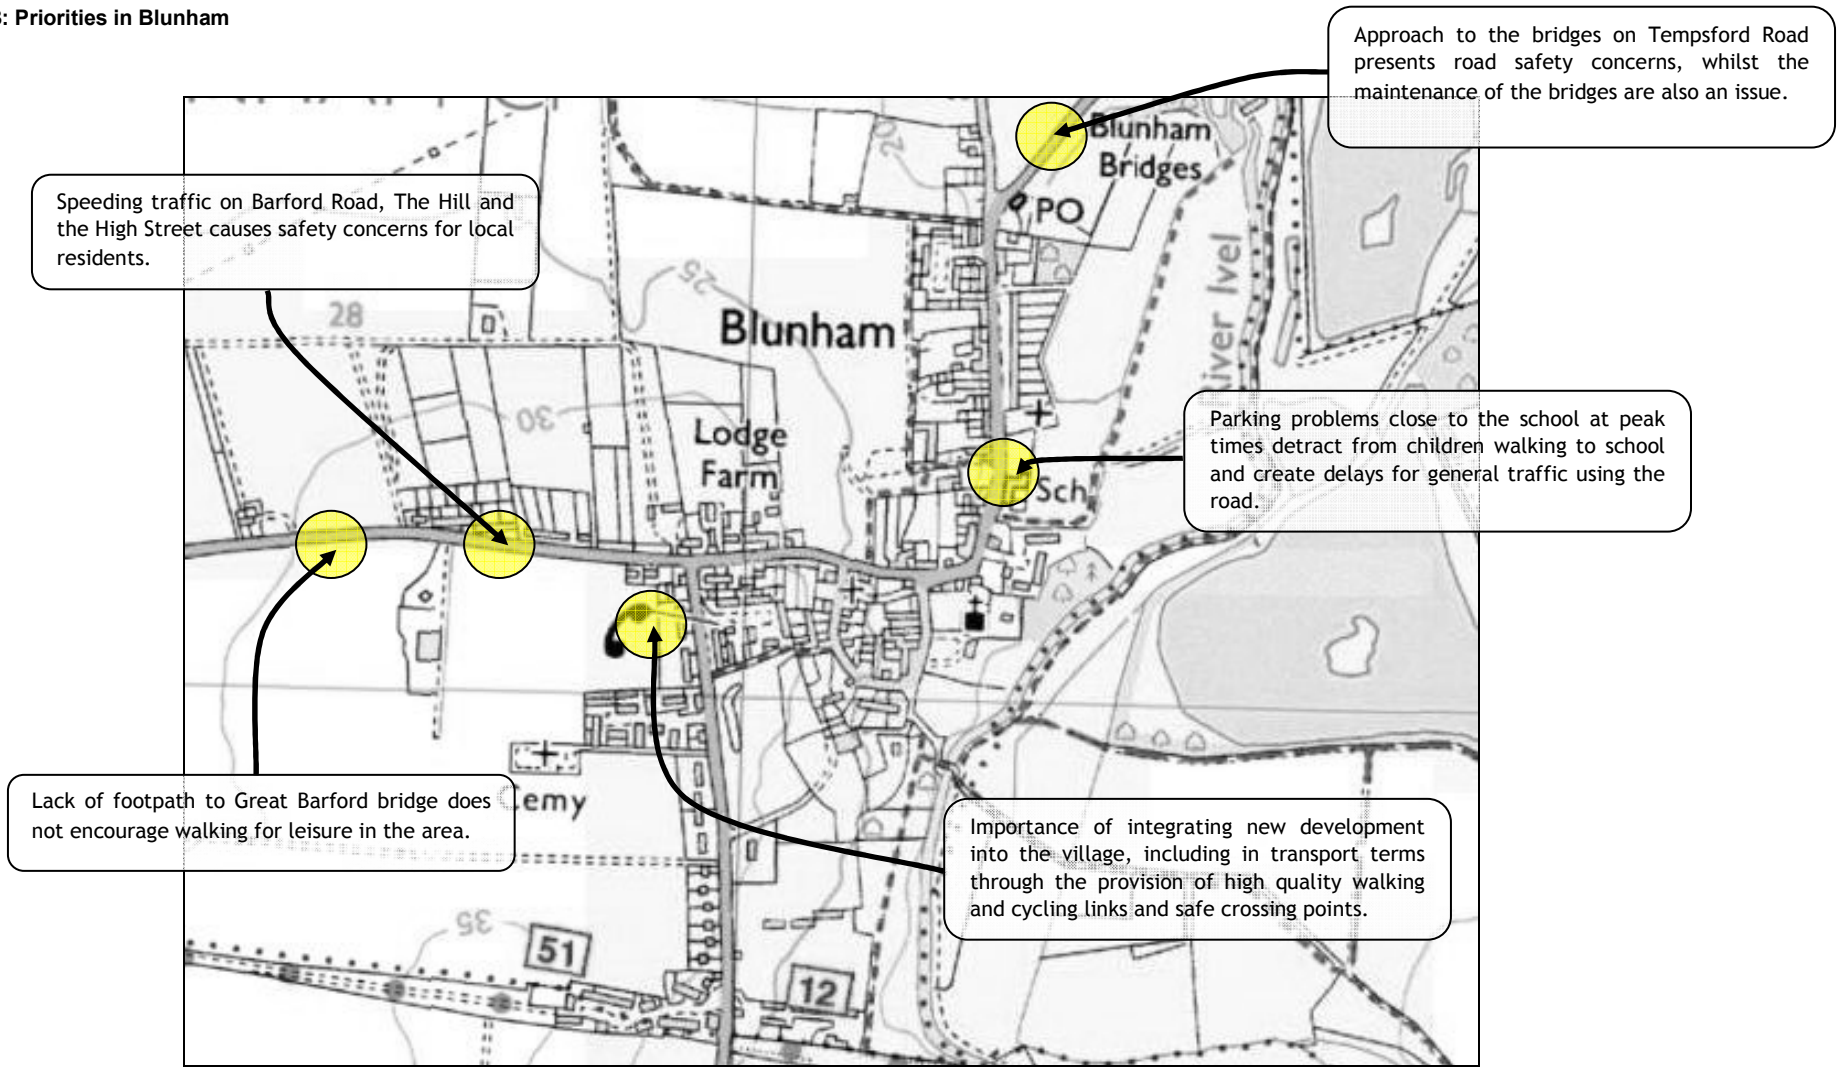 : Priorities in Blunham
Approach to the bridges on Tempsford Road
presents road safety concerns, whilst the
maintenance of the bridges are also an issue.
Blunham
Bridges
PO
Speeding traffic on Barford Road, The Hill and
the High Street causes safety concerns for local
residents.
20
25
28
Blunham
River Ivel
30
Lodge
Farm
Parking problems close to the school at peak
times detract from children walking to school
and create delays for general traffic using the
road.
Sch
Lack of footpath to Great Barford bridge does
not encourage walking for leisure in the area.
Cemy
Importance of integrating new development
into the village, including in transport terms
through the provision of high quality walking
and cycling links and safe crossing points.
35
51
12